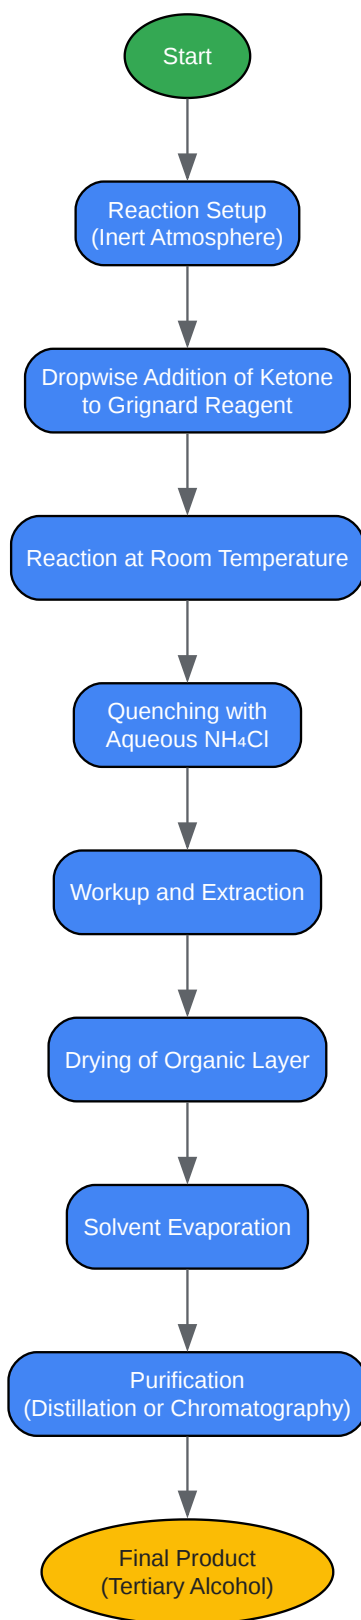 Start
Reaction Setup
(Inert Atmosphere)
Dropwise Addition of Ketone
to Grignard Reagent
Reaction at Room Temperature
Quenching with
Aqueous NH₄Cl
Workup and Extraction
Drying of Organic Layer
Solvent Evaporation
Purification
(Distillation or Chromatography)
Final Product
(Tertiary Alcohol)